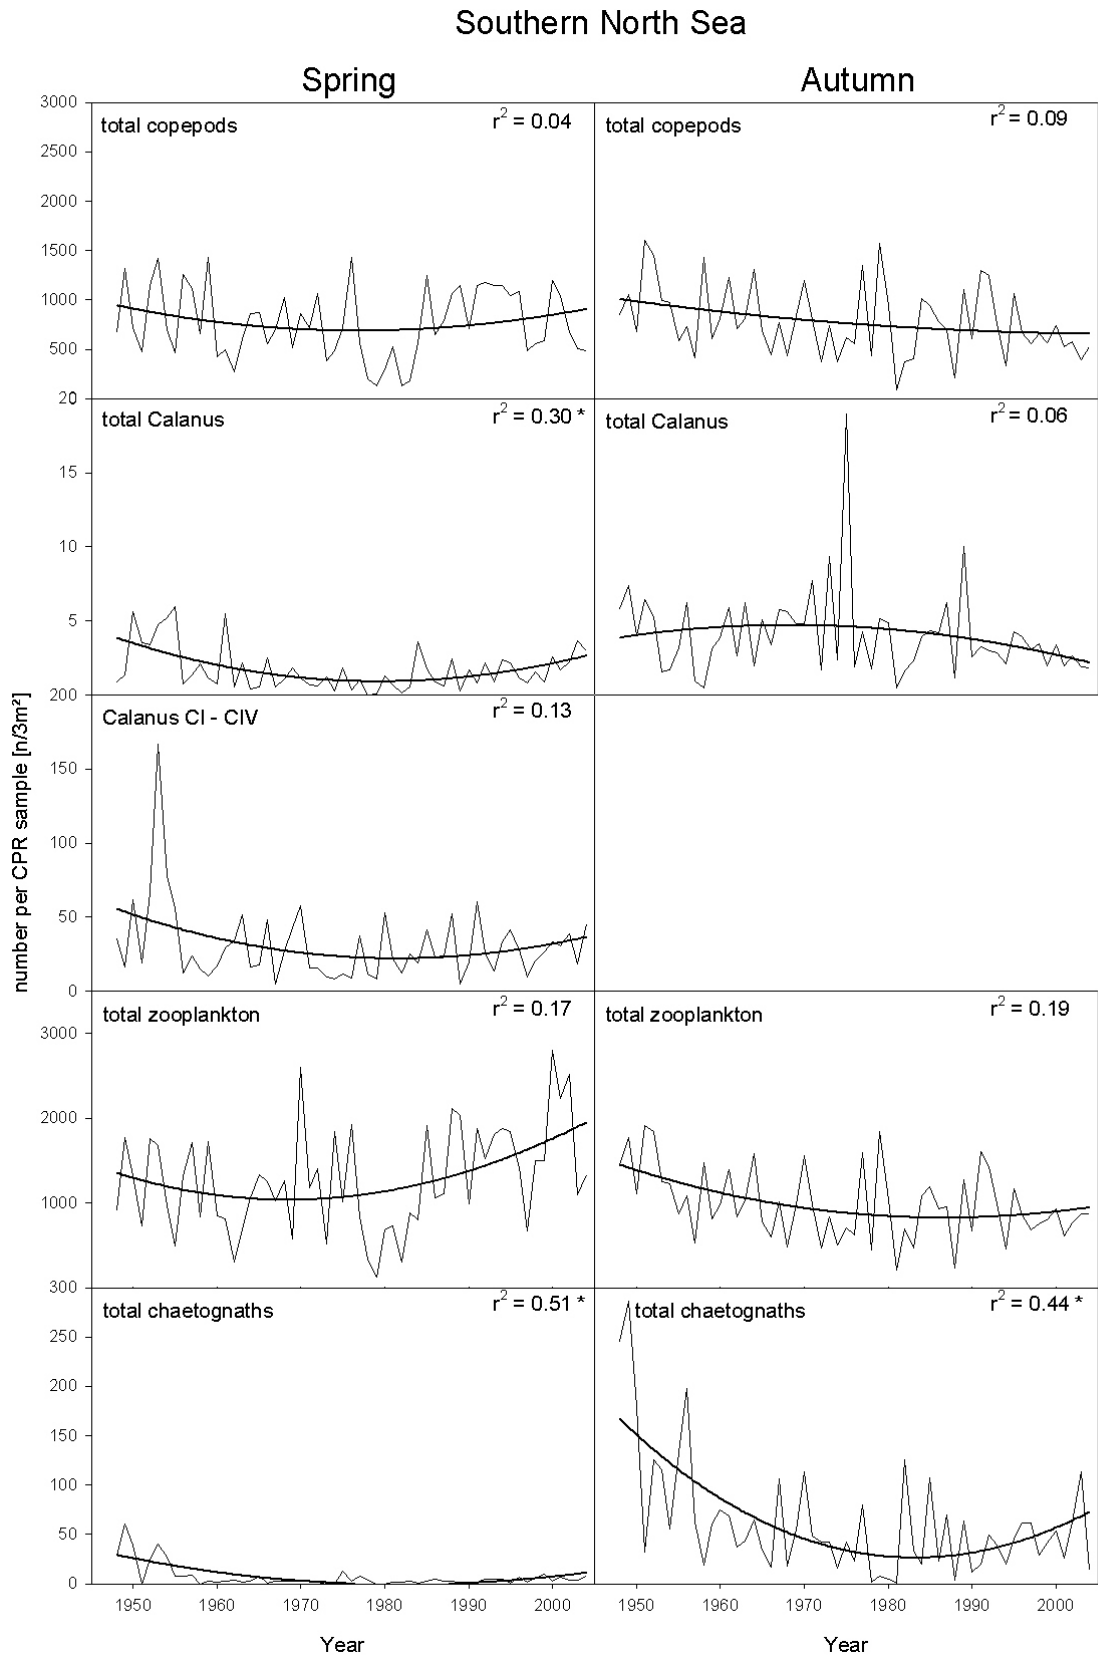 Southern North Sea
Spring
Autumn
3000
2500
2000
1500
1000
500
20
total copepods
r² = 0.04
total copepods
r² = 0.09
15
10
5
200
total Calanus
r² = 0.30 *
total Calanus
r² = 0.06
number per CPR sample [n/3m²]
150
100
50
0
Calanus CI - CIV
r² = 0.13
3000
2000
1000
300
total zooplankton
r² = 0.17
total zooplankton
r² = 0.19
250
200
150
100
50
0
total chaetognaths
r² = 0.51 *
total chaetognaths
r² = 0.44 *
1950 1960 1970 1980 1990 2000
1950 1960 1970 1980 1990 2000
Year
Year